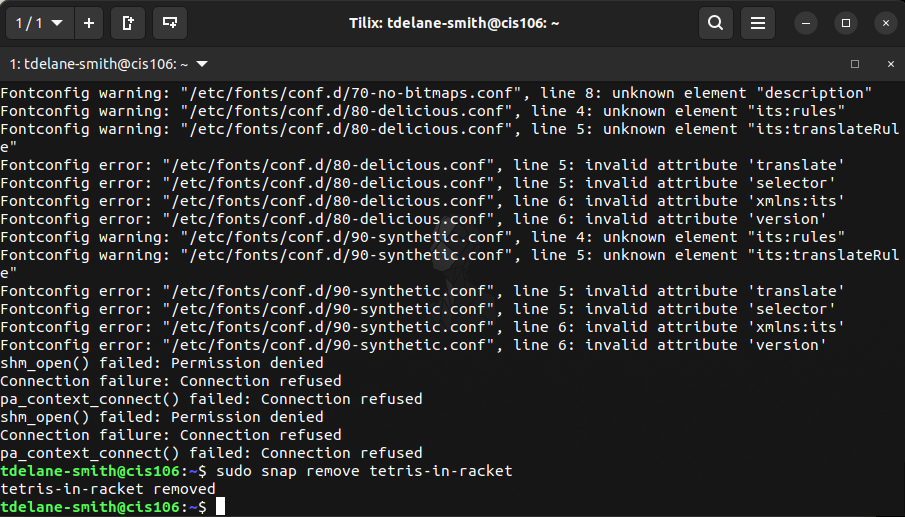 1 / 1
Tilix: tdelane-smith@cis106: ~
1: tdelane-smith@cis106: ~
Fontconfig warning: "/etc/fonts/conf.d/70-no-bitmaps.conf", line 8: unknown element "description"
Fontconfig warning: "/etc/fonts/conf.d/80-delicious.conf", line 4: unknown element "its:rules"
Fontconfig warning: "/etc/fonts/conf.d/80-delicious.conf", line 5: unknown element "its:translateRul
e"
Fontconfig error: "/etc/fonts/conf.d/80-delicious.conf", line 5: invalid attribute 'translate'
Fontconfig error: "/etc/fonts/conf.d/80-delicious.conf", line 5: invalid attribute 'selector'
Fontconfig error: "/etc/fonts/conf.d/80-delicious.conf", line 6: invalid attribute 'xmlns:its'
Fontconfig error: "/etc/fonts/conf.d/80-delicious.conf", line 6: invalid attribute 'version'
Fontconfig warning: "/etc/fonts/conf.d/90-synthetic.conf", line 4: unknown element "its:rules"
Fontconfig warning: "/etc/fonts/conf.d/90-synthetic.conf", line 5: unknown element "its:translateRul
e"
Fontconfig error: "/etc/fonts/conf.d/90-synthetic.conf", line 5: invalid attribute 'translate'
Fontconfig error: "/etc/fonts/conf.d/90-synthetic.conf", line 5: invalid attribute 'selector'
Fontconfig error: "/etc/fonts/conf.d/90-synthetic.conf", line 6: invalid attribute 'xmlns:its'
Fontconfig error: "/etc/fonts/conf.d/90-synthetic.conf", line 6: invalid attribute 'version'
shm_open() failed: Permission denied
Connection failure: Connection refused
pa_context_connect() failed: Connection refused
shm_open() failed: Permission denied
Connection failure: Connection refused
pa_context_connect() failed: Connection refused
tdelane-smith@cis106:~$ sudo snap remove tetris-in-racket
tetris-in-racket removed
tdelane-smith@cis106:~$